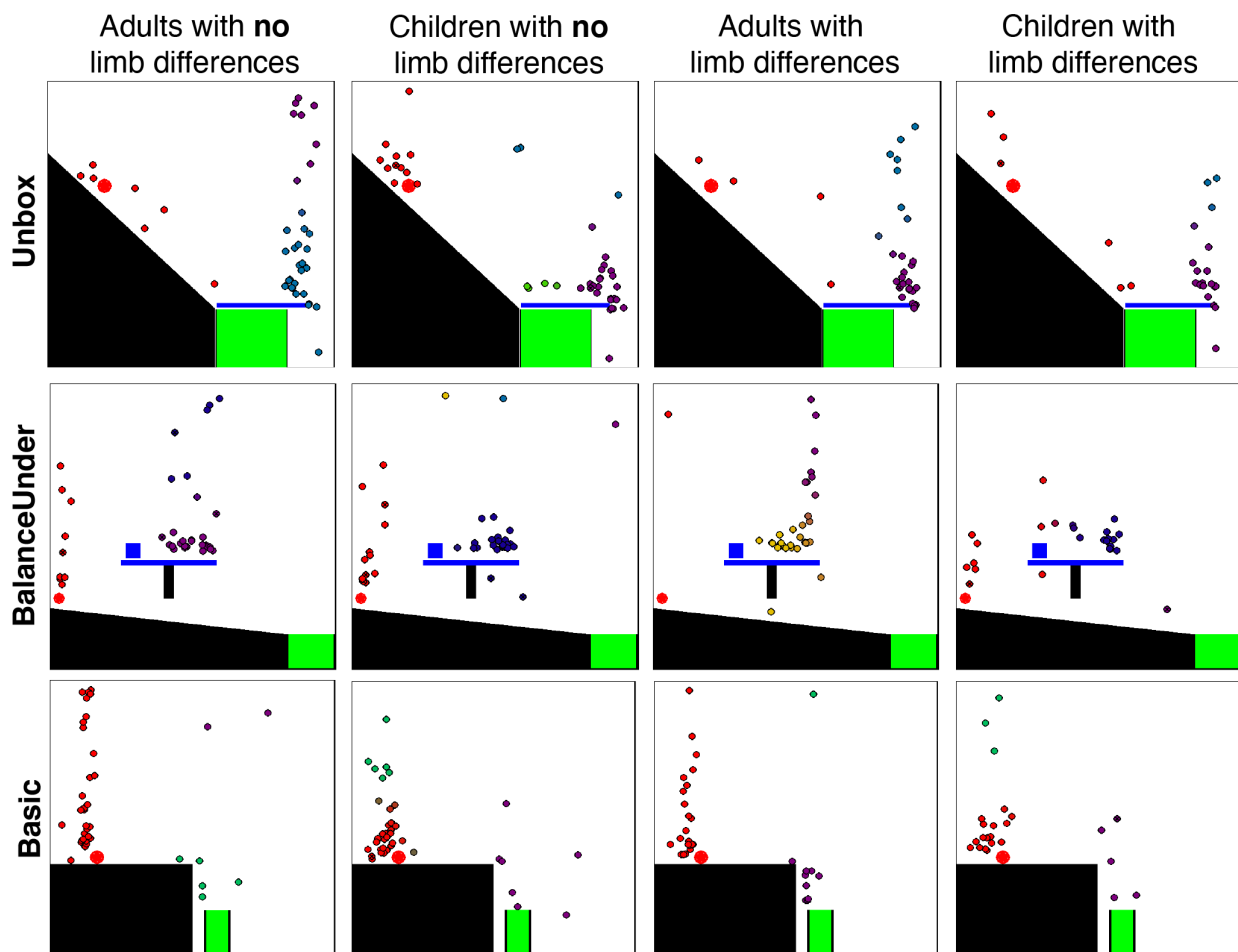 Adults with no
limb differences
Children with no
limb differences
Adults with
limb differences
Children with
limb differences
Unbox
BalanceUnder
Basic